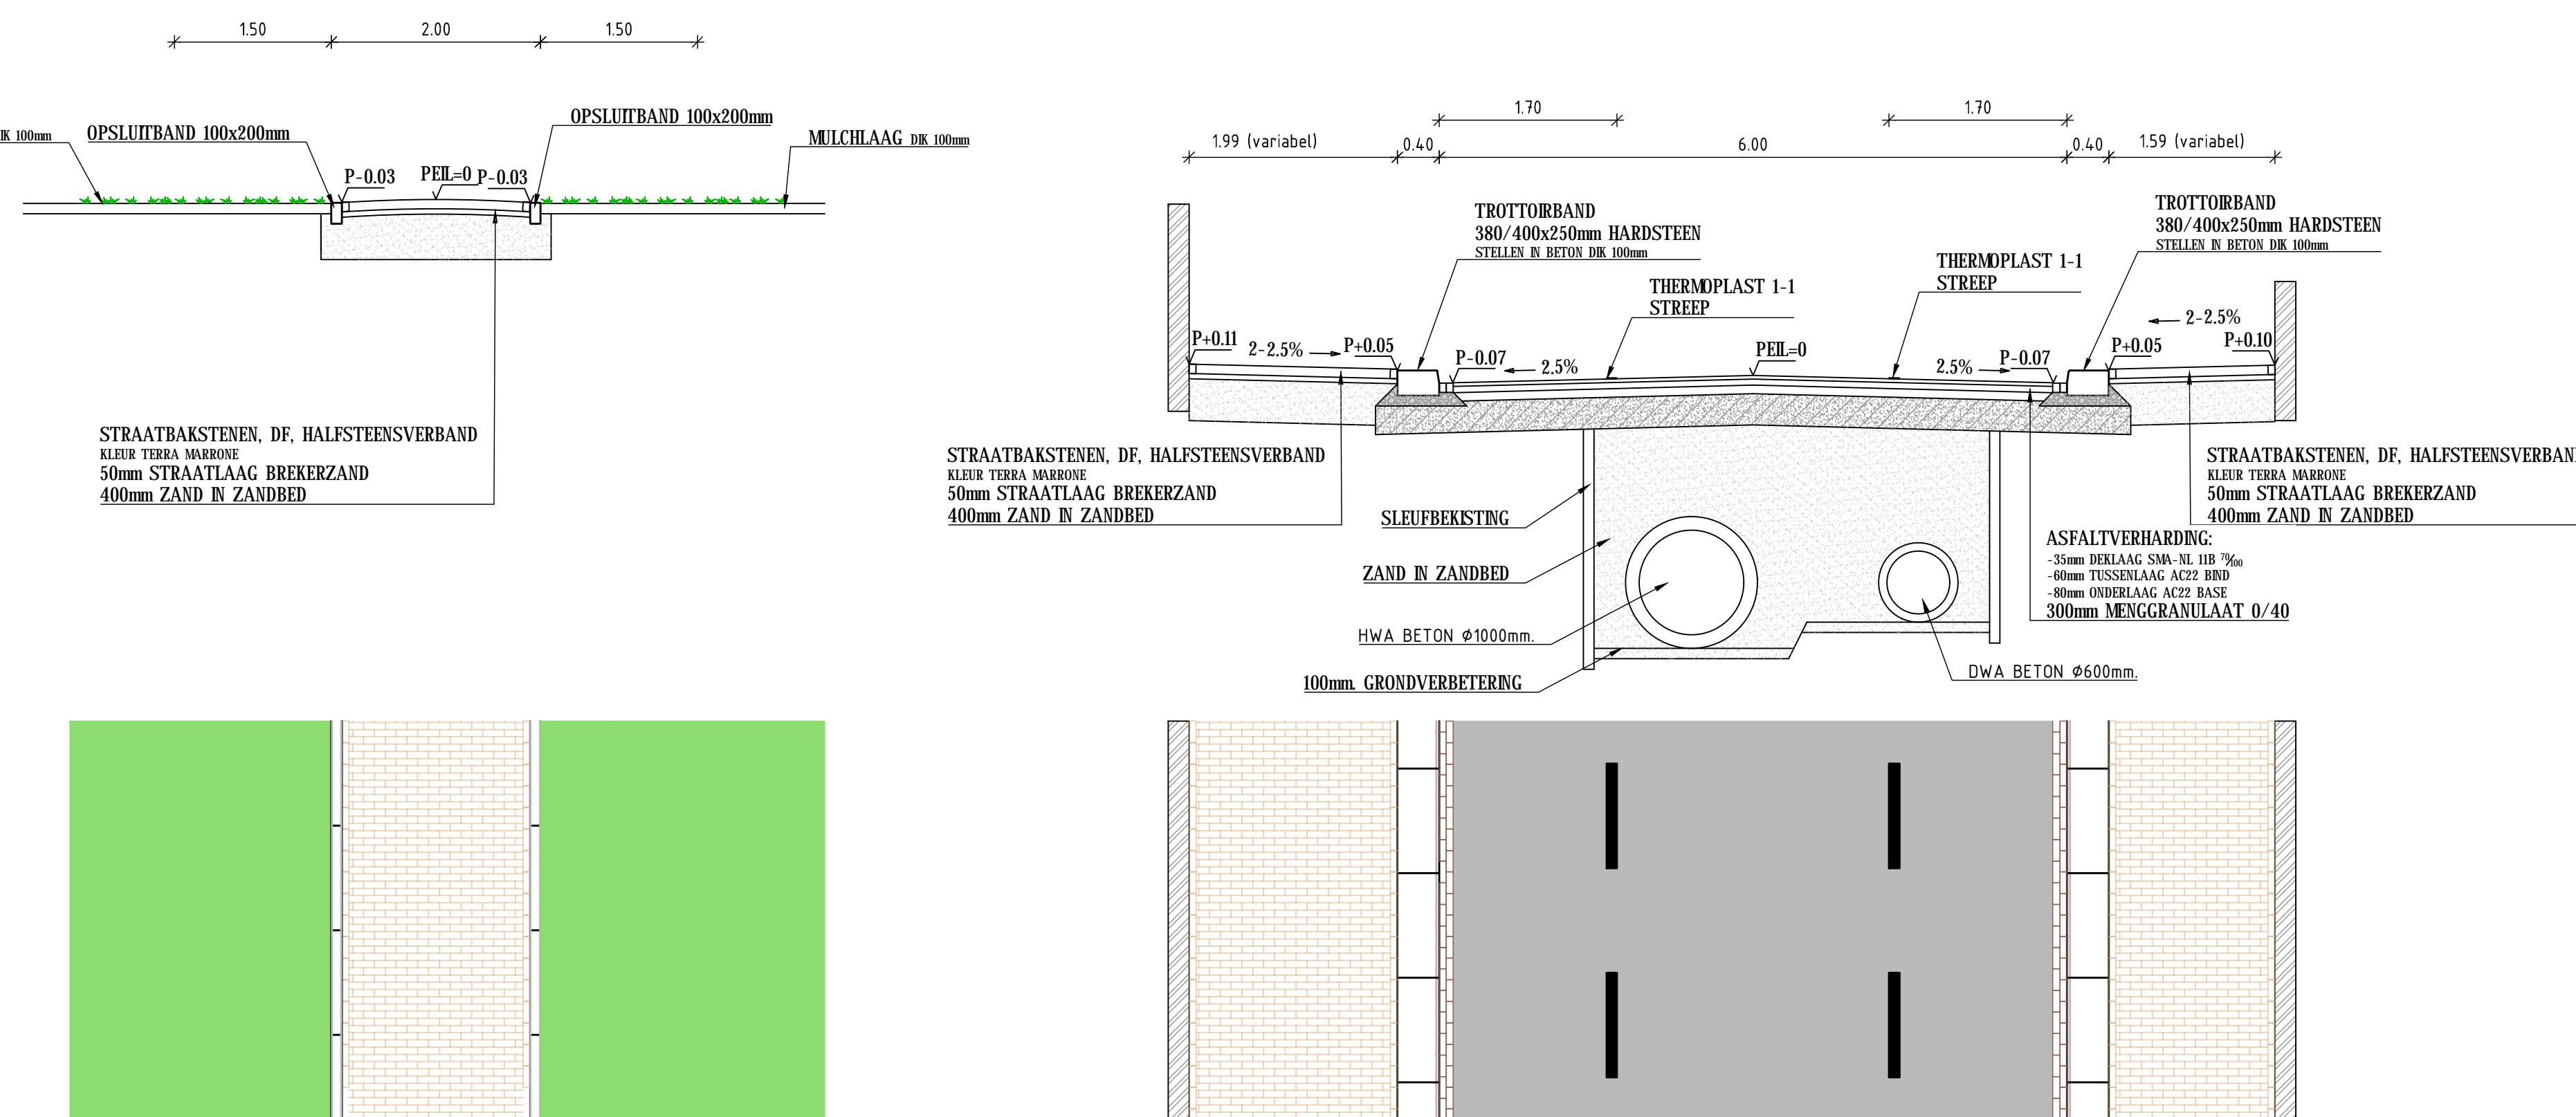 1.50
2.00
1.50
IK 100mm
OPSLUITBAND 100x200mm
OPSLUITBAND 100x200mm
MULCHLAAG DIK 100mm
P-0.03
PEIL=0
P-0.03
STRAATBAKSTENEN, DF, HALFSTEENSVERBAND
KLEUR TERRA MARRONE
50mm STRAATLAAG BREKERZAND
400mm ZAND IN ZANDBED
1.70
1.70
1.99 (variabel)
0.40
6.00
0.40
1.59 (variabel)
TROTTOIRBAND
380/400x250mm HARDSTEEN
STELLEN IN BETON DIK 100mm
TROTTOIRBAND
380/400x250mm HARDSTEEN
STELLEN IN BETON DIK 100mm
THERMOPLAST 1-1
STREEP
THERMOPLAST 1-1
STREEP
P+0.11
2-2.5%
P+0.05
P-0.07
2.5%
PEIL=0
2.5%
P-0.07
P+0.05
2-2.5%
P+0.10
STRAATBAKSTENEN, DF, HALFSTEENSVERBAND
KLEUR TERRA MARRONE
50mm STRAATLAAG BREKERZAND
400mm ZAND IN ZANDBED
SLEUFBEKISTING
ZAND IN ZANDBED
HWA BETON Ø1000mm.
100mm. GRONDVERBETERING
DWA BETON Ø600mm.
STRAATBAKSTENEN, DF, HALFSTEENSVERBAN
KLEUR TERRA MARRONE
50mm STRAATLAAG BREKERZAND
400mm ZAND IN ZANDBED
ASFALTVERHARDING:
-35mm DEKLAAG SMA-NL 11B 70/100
-60mm TUSSENLAAG AC22 BIND
-80mm ONDERLAAG AC22 BASE
300mm MENGGRANULAAT 0/40